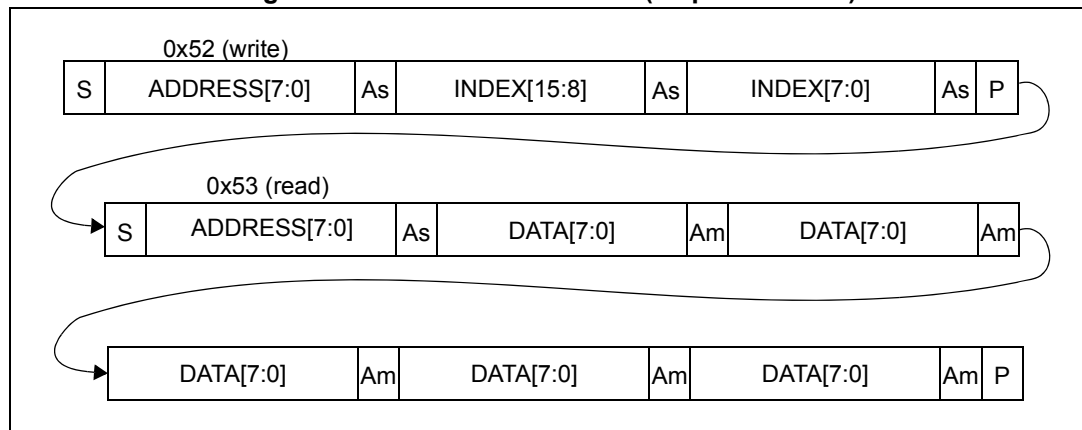 0x52 (write)
S ADDRESS[7:0] As INDEX[15:8] As INDEX[7:0] As P
0x53 (read)
S ADDRESS[7:0] As DATA[7:0] Am DATA[7:0] Am
DATA[7:0] Am DATA[7:0] Am DATA[7:0] Am P